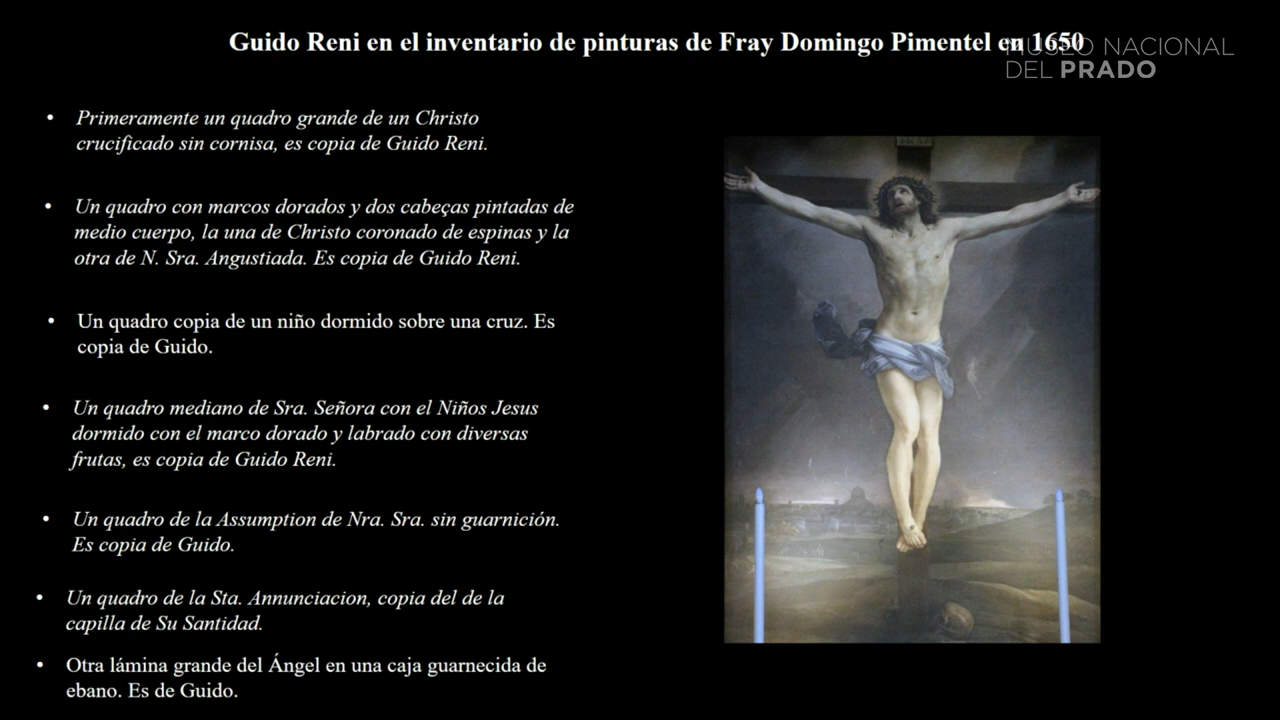 Guido Reni en el inventario de pinturas de Fray Domingo Pimentel en 1650
MUSEO NACIONAL
DEL PRADO
• Primeramente un quadro grande de un Christo
crucificado sin cornisa, es copia de Guido Reni.
• Un quadro con marcos dorados y dos cabeças pintadas de
medio cuerpo, la una de Christo coronado de espinas y la
otra de N. Sra. Angustiada. Es copia de Guido Reni.
• Un quadro copia de un niño dormido sobre una cruz. Es
copia de Guido.
• Un quadro mediano de Sra. Señora con el Niños Jesus
dormido con el marco dorado y labrado con diversas
frutas, es copia de Guido Reni.
• Un quadro de la Assumption de Nra. Sra. sin guarnición.
Es copia de Guido.
• Un quadro de la Sta. Annunciacion, copia del de la
capilla de Su Santidad.
• Otra lámina grande del Ángel en una caja guarnecida de
ebano. Es de Guido.